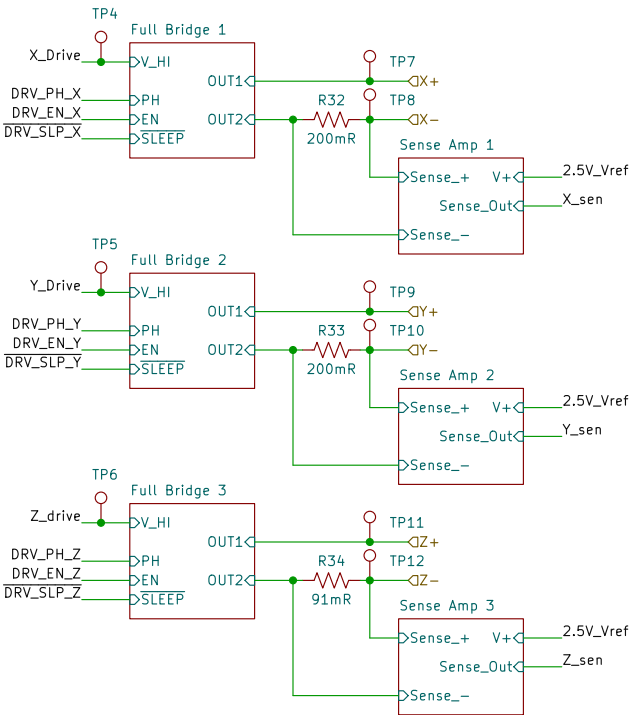 TP4
Full Bridge 1
X_Drive
V_HI
TP7
OUT1
X+
DRV_PH_X
PH
R32
TP8
DRV_EN_X
EN
OUT2
X-
DRV_SLP_X
SLEEP
200mR
Sense Amp 1
Sense_+
V+
2.5V_Vref
Sense_Out
X_sen
Sense_-
TP5
Full Bridge 2
Y_Drive
V_HI
TP9
OUT1
Y+
DRV_PH_Y
PH
R33
TP10
DRV_EN_Y
EN
OUT2
Y-
DRV_SLP_Y
SLEEP
200mR
Sense Amp 2
Sense_+
V+
2.5V_Vref
Sense_Out
Y_sen
Sense_-
TP6
Full Bridge 3
Z_drive
V_HI
TP11
OUT1
Z+
DRV_PH_Z
PH
R34
TP12
DRV_EN_Z
EN
OUT2
Z-
DRV_SLP_Z
SLEEP
91mR
Sense Amp 3
Sense_+
V+
2.5V_Vref
Sense_Out
Z_sen
Sense_-